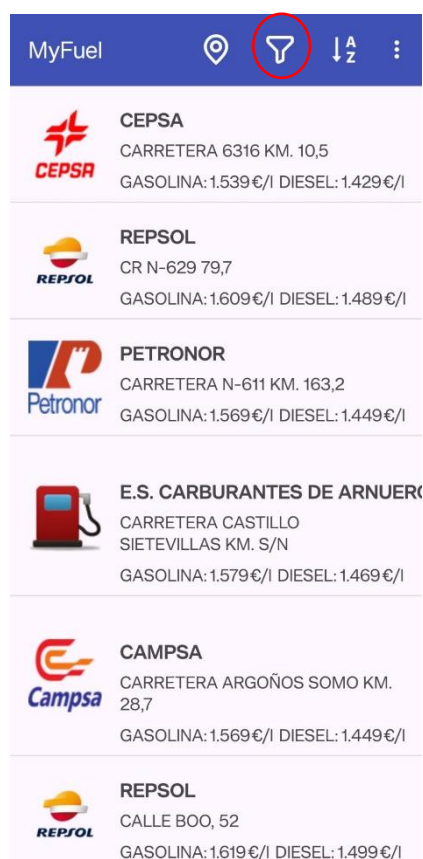 MyFuel
A
Z
CEPSA
CEPSA
CARRETERA 6316 KM. 10,5
GASOLINA: 1.539 €/l DIESEL: 1.429 €/l
REPSOL
REPSOL
CR N-629 79,7
GASOLINA: 1.609 €/l DIESEL: 1.489 €/l
Petronor
PETRONOR
CARRETERA N-611 KM. 163,2
GASOLINA: 1.569 €/l DIESEL: 1.449 €/l
E.S. CARBURANTES DE ARNUERO
CARRETERA CASTILLO
SIETEVILLAS KM. S/N
GASOLINA: 1.579 €/l DIESEL: 1.469 €/l
Campsa
CAMPSA
CARRETERA ARGOÑOS SOMO KM.
28,7
GASOLINA: 1.569 €/l DIESEL: 1.449 €/l
REPSOL
REPSOL
CALLE BOO, 52
GASOLINA: 1.619 €/l DIESEL: 1.499 €/l